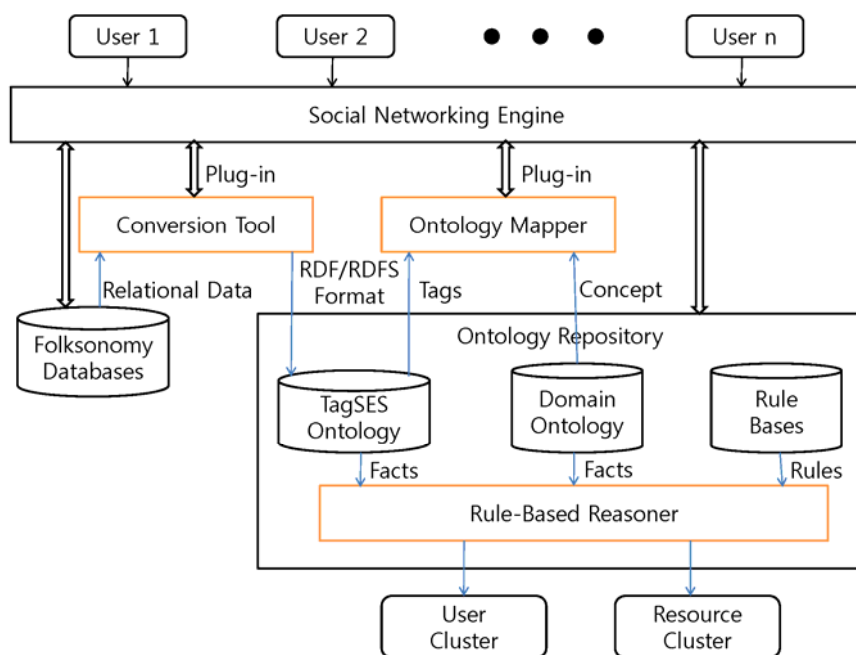 User 1
User 2
User n
Social Networking Engine
Plug-in
Plug-in
Conversion Tool
Ontology Mapper
Relational Data
RDF/RDFS
Format
Tags
Concept
Folksonomy
Databases
Ontology Repository
TagSES
Ontology
Domain
Ontology
Rule
Bases
Facts
Facts
Rules
Rule-Based Reasoner
User
Cluster
Resource
Cluster